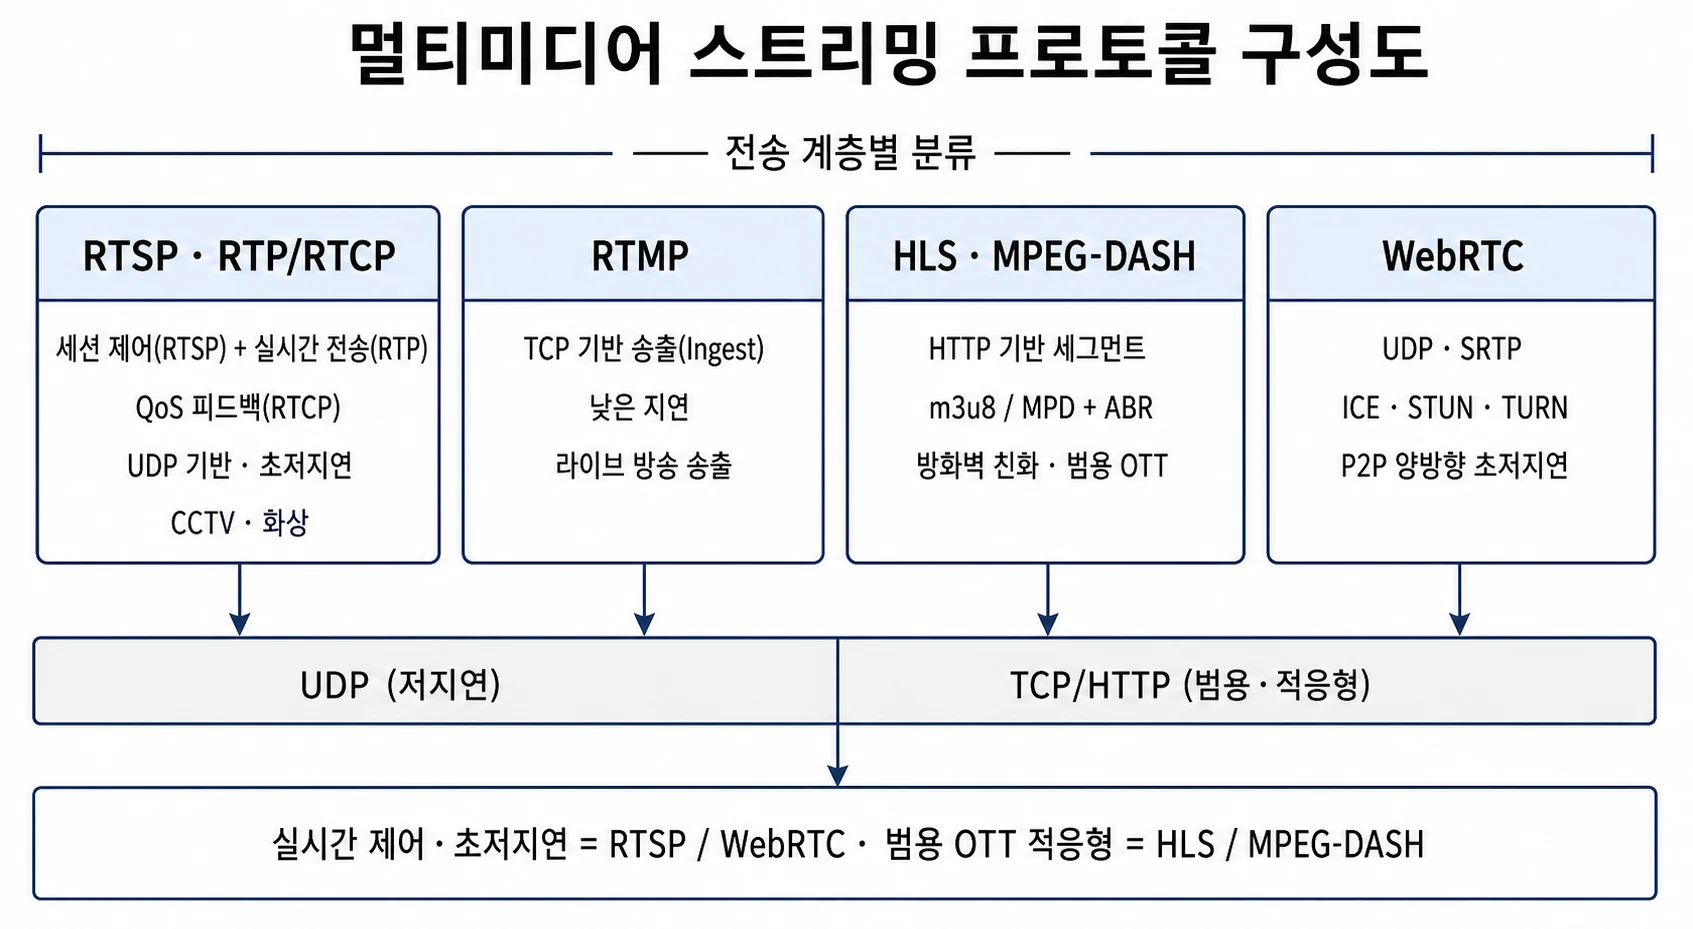 멀티미디어 스트리밍 프로토콜 구성도
전송 계층별 분류
RTSP · RTP/RTCP
세션 제어(RTSP) + 실시간 전송(RTP)
QoS 피드백(RTCP)
UDP 기반 · 초저지연
CCTV · 화상
RTMP
TCP 기반 송출(Ingest)
낮은 지연
라이브 방송 송출
HLS · MPEG-DASH
HTTP 기반 세그먼트
m3u8 / MPD + ABR
방화벽 친화 · 범용 OTT
WebRTC
UDP · SRTP
ICE · STUN · TURN
P2P 양방향 초저지연
UDP (저지연)
TCP/HTTP (범용 · 적응형)
실시간 제어 · 초저지연 = RTSP / WebRTC · 범용 OTT 적응형 = HLS / MPEG-DASH